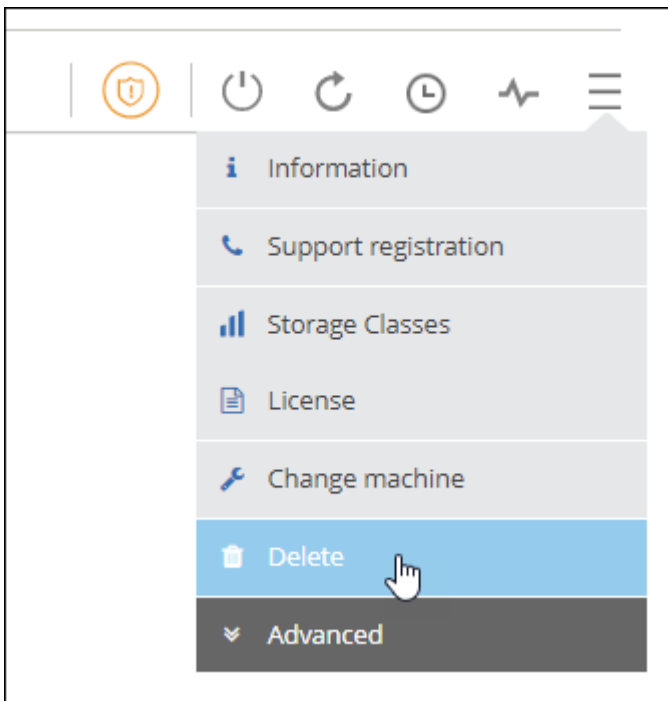 Information
Support registration
Storage Classes
License
Change machine
Delete
Advanced